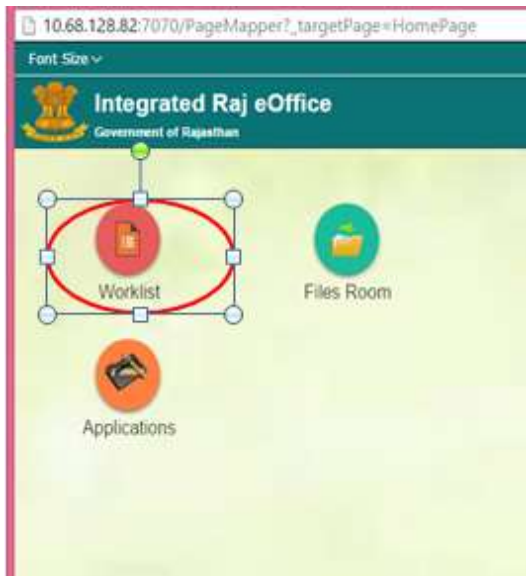 10.68.128.82:7070/PageMapper?_targetPage=HomePage
Font Size
Integrated Raj eOffice
Government of Rajasthan
Worklist Files Room
Applications